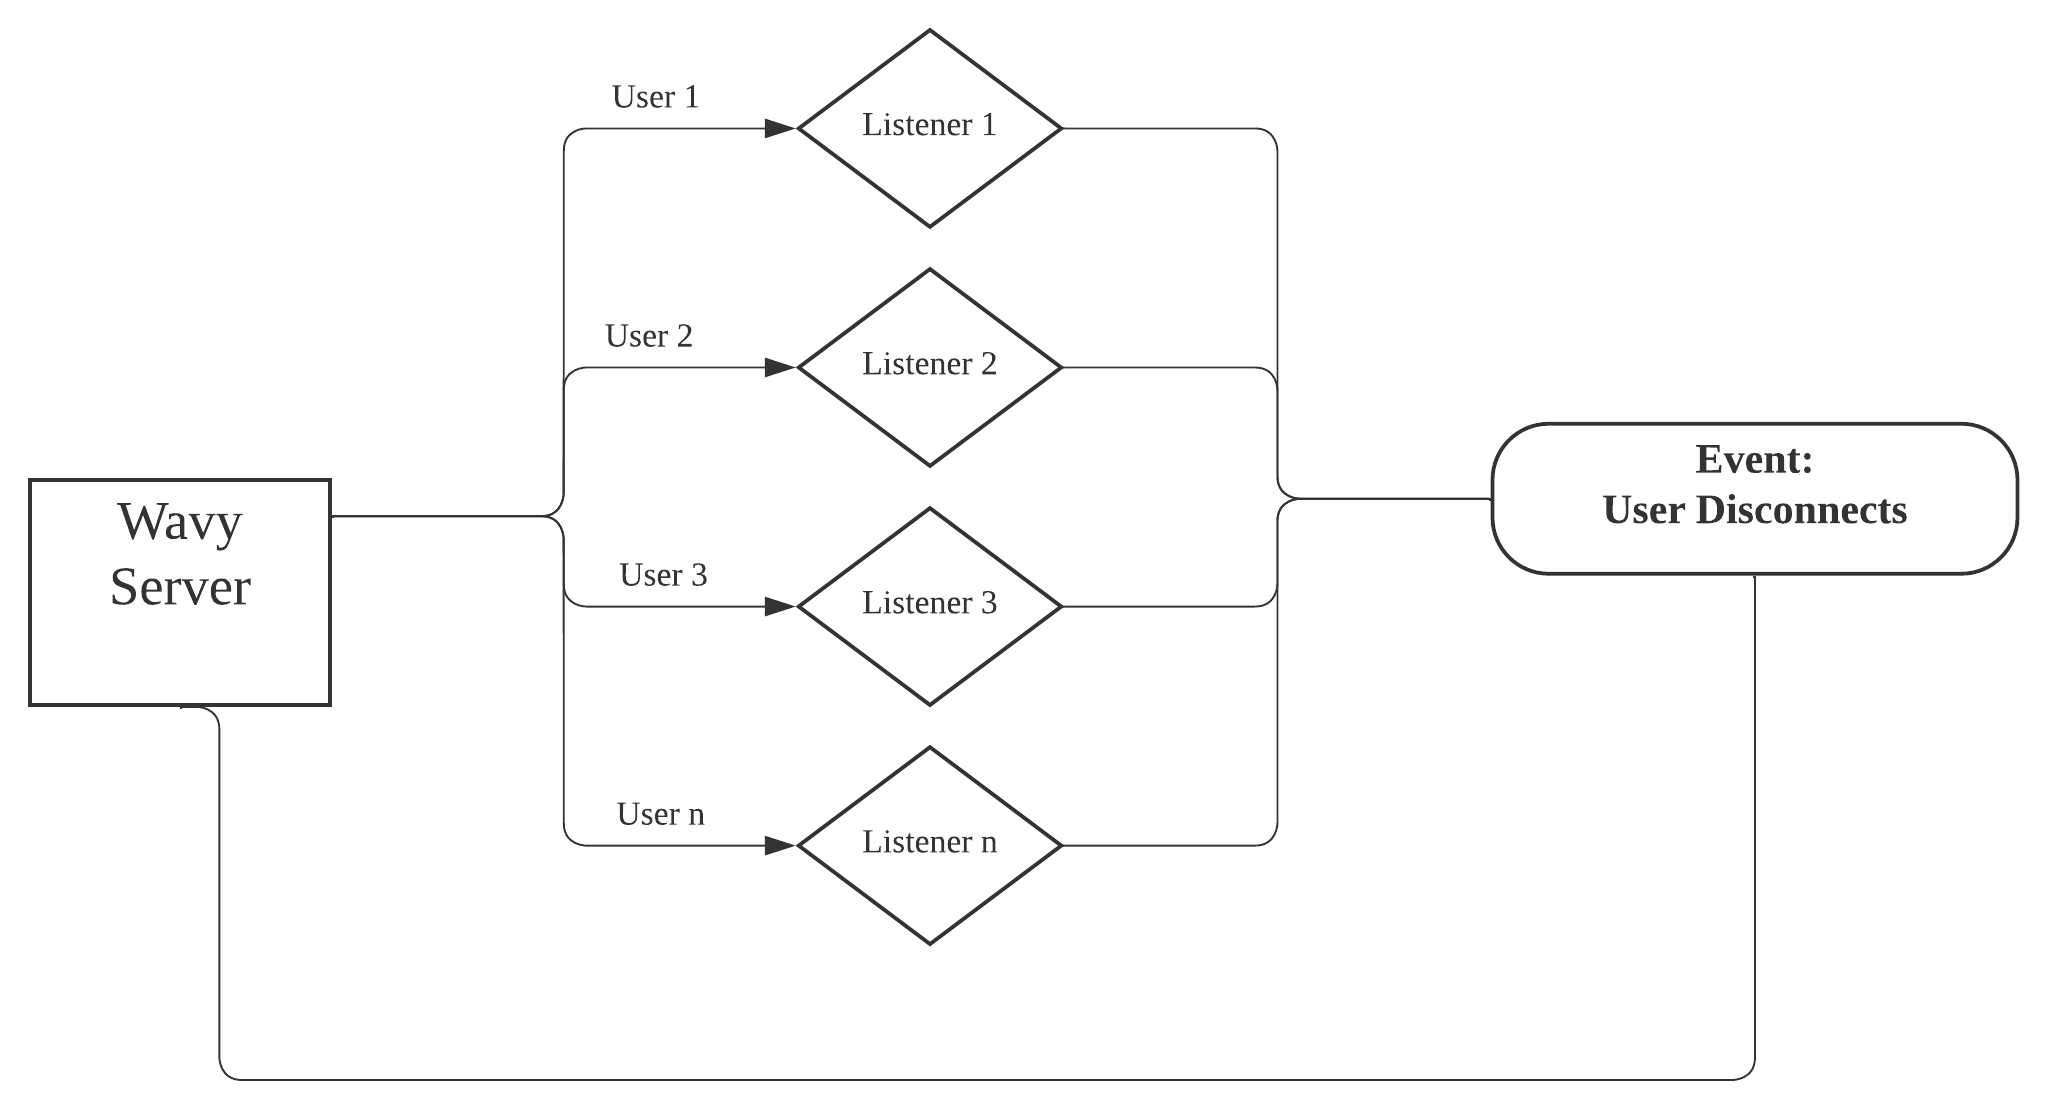 User 1
Listener 1
User 2
Listener 2
Wavy
Server
Event:
User Disconnects
User 3
Listener 3
User n
Listener n